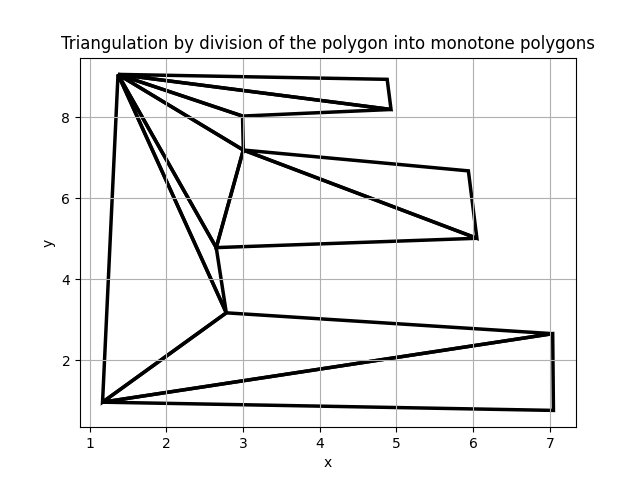 Triangulation by division of the polygon into monotone polygons
8
6
4
2
y
1 2 3 4 5 6 7
x